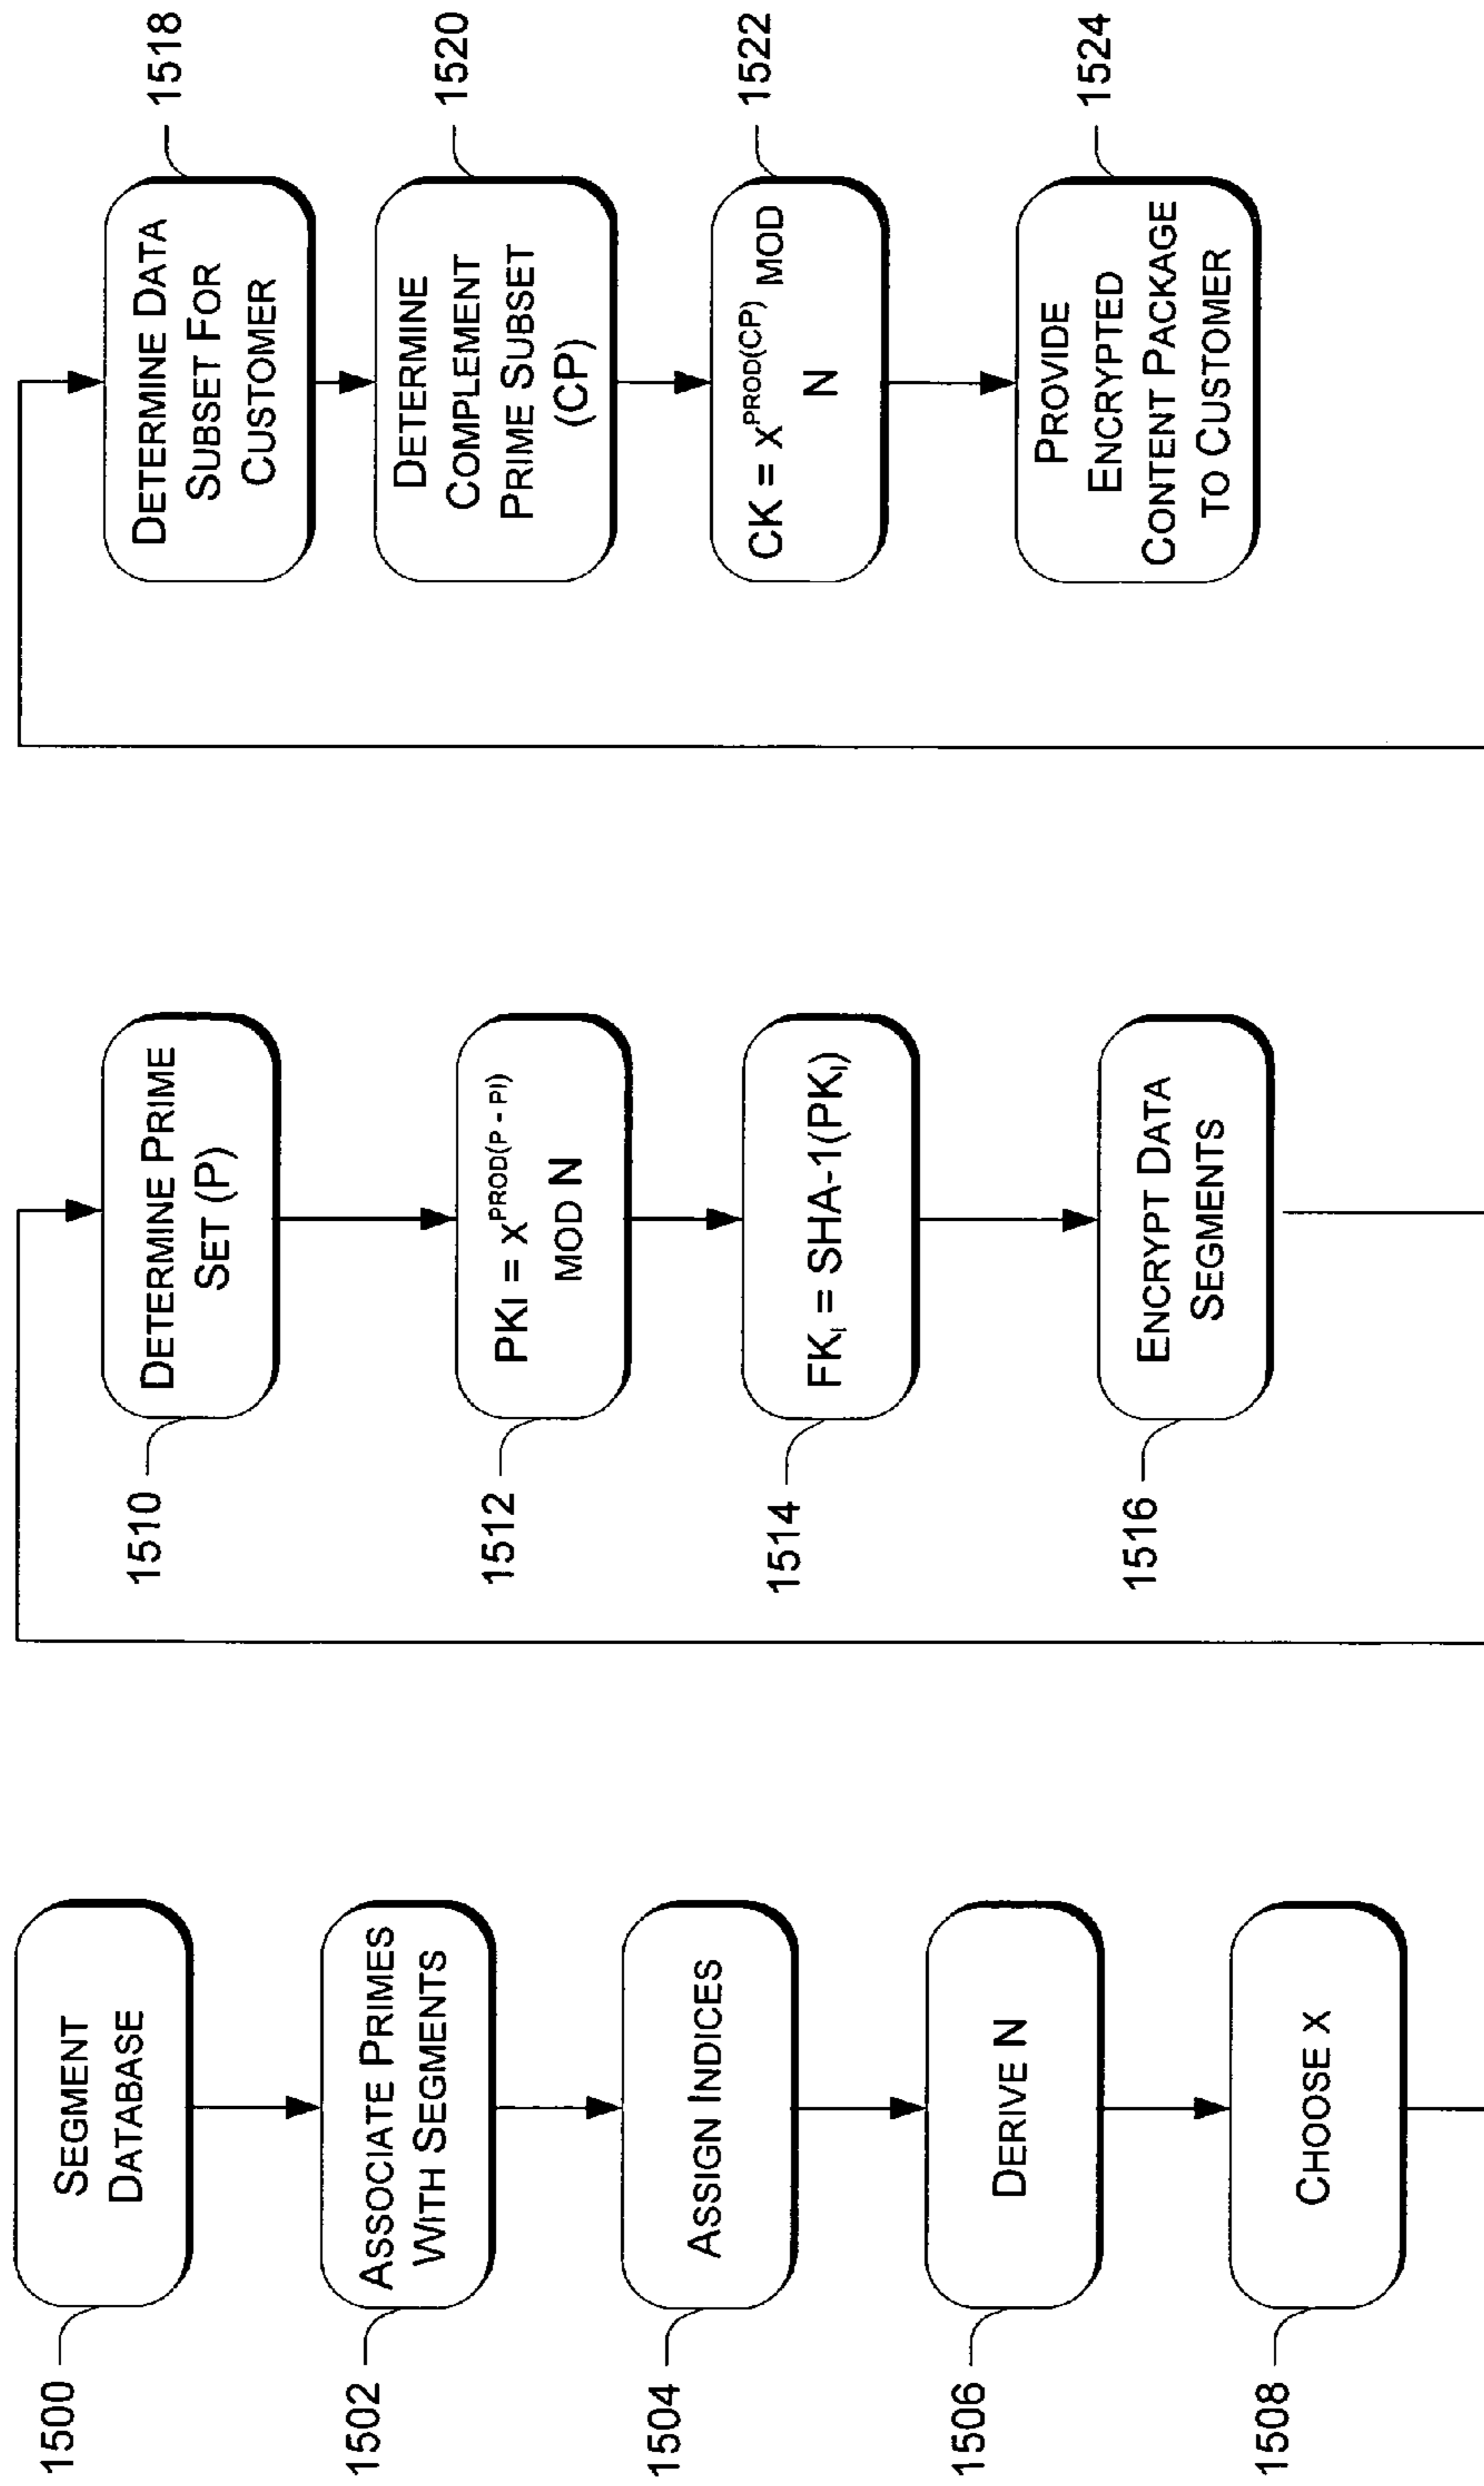 1500
SEGMENT
DATABASE
1502
ASSOCIATE PRIMES
WITH SEGMENTS
1504
ASSIGN INDICES
1506
DERIVE N
1508
CHOOSE X
1510
DETERMINE PRIME
SET (P)
1512
PKI = X^PROD(P - PI)
MOD N
1514
FK_I = SHA-1(PK_I)
1516
ENCRYPT DATA
SEGMENTS
1518
DETERMINE DATA
SUBSET FOR
CUSTOMER
1520
DETERMINE
COMPLEMENT
PRIME SUBSET
(CP)
1522
CK = X^PROD(CP) MOD
N
1524
PROVIDE
ENCRYPTED
CONTENT PACKAGE
TO CUSTOMER